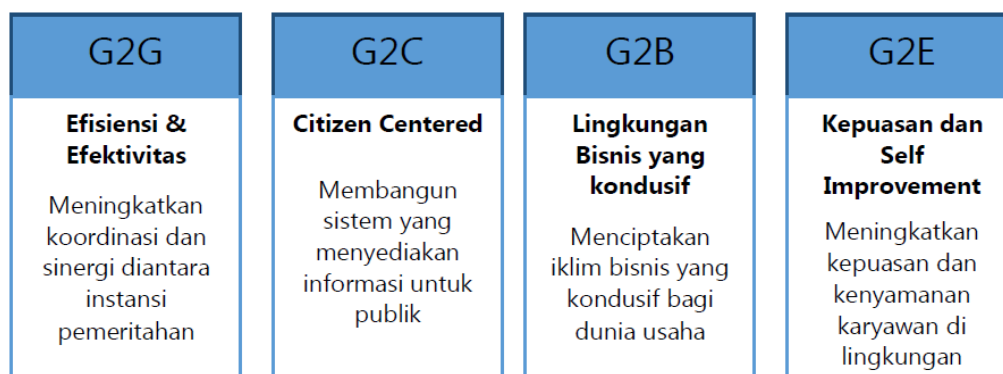 G2G
Efisiensi &
Efektivitas
Meningkatkan
koordinasi dan
sinergi diantara
instansi
pemeritahan
G2C
Citizen Centered
Membangun
sistem yang
menyediakan
informasi untuk
publik
G2B
Lingkungan
Bisnis yang
kondusif
Menciptakan
iklim bisnis yang
kondusif bagi
dunia usaha
G2E
Kepuasan dan
Self
Improvement
Meningkatkan
kepuasan dan
kenyamanan
karyawan di
lingkungan